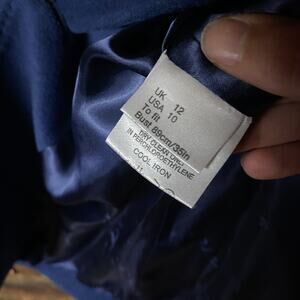 UK 12
USA 10
To fit
Bust 89cm/35in
DRY CLEAN ONLY
IN PERCHLOROETHYLENE
COOL IRON